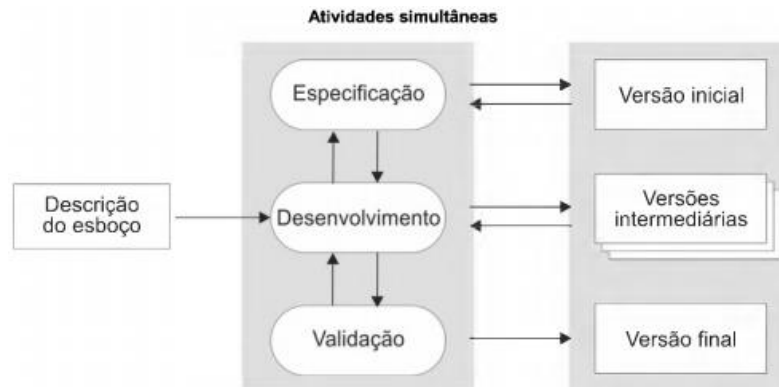 Atividades simultâneas
Especificação
Versão inicial
Descrição
do esboço
Desenvolvimento
Versões
intermediárias
Validação
Versão final